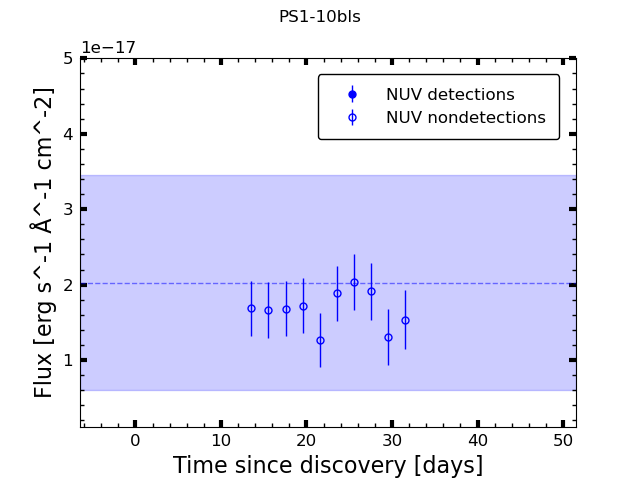 PS1-10bls
1e−17
NUV detections
NUV nondetections
5
4
3
2
1
Flux [erg s^-1 Å^-1 cm^-2]
0 10 20 30 40 50
Time since discovery [days]